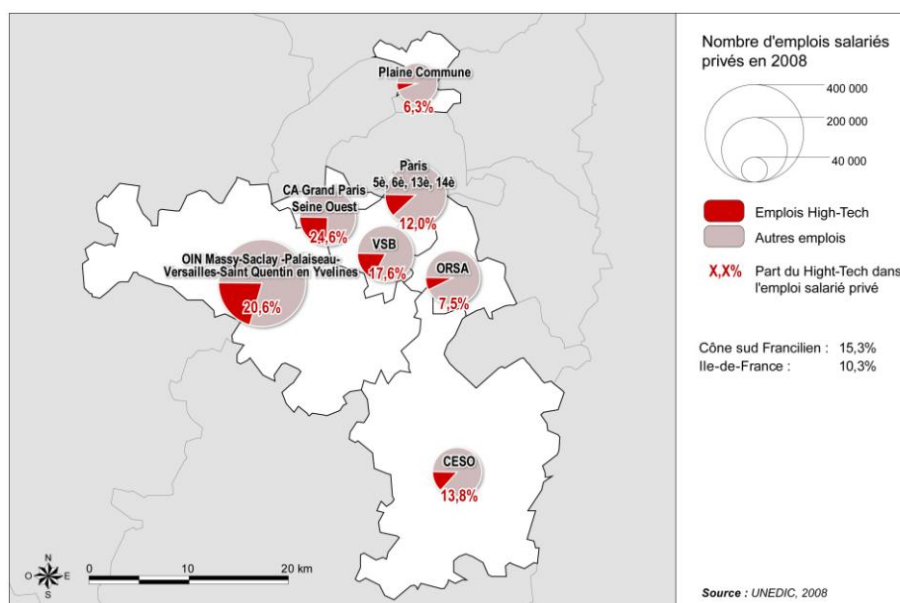 Plaine Commune
6,3%
Paris
5è, 6è, 13è, 14è
12,0%
CA Grand Paris
Seine Ouest
24,6%
VSB
17,6%
OIN Massy-Saclay -Palaiseau-
Versailles-Saint Quentin en Yvelines
20,6%
ORSA
7,5%
CESO
13,8%
N
O E
S
0 10 20 km
Nombre d'emplois salariés
privés en 2008
400 000
200 000
40 000
Emplois High-Tech
Autres emplois
X,X% Part du Hight-Tech dans
l'emploi salarié privé
Cône sud Francilien : 15,3%
Ile-de-France : 10,3%
Source : UNEDIC, 2008